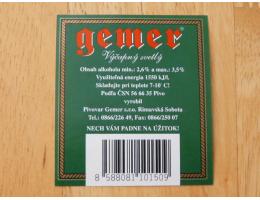 gemer
Výčapný svetlý
Obsah alkoholu min.: 2,6% a max.: 3,5%
Využiteľná energia 1550 kJ/l.
Skladujte pri teplote 7-10° C!
Podľa ČSN 56 66 35 Pivo
vyrobil
Pivovar Gemer s.r.o. Rimavská Sobota
Tel.: 0866/226 49, Fax: 0866/250 07
NECH VÁM PADNE NA ÚŽITOK!
8 588081 101509